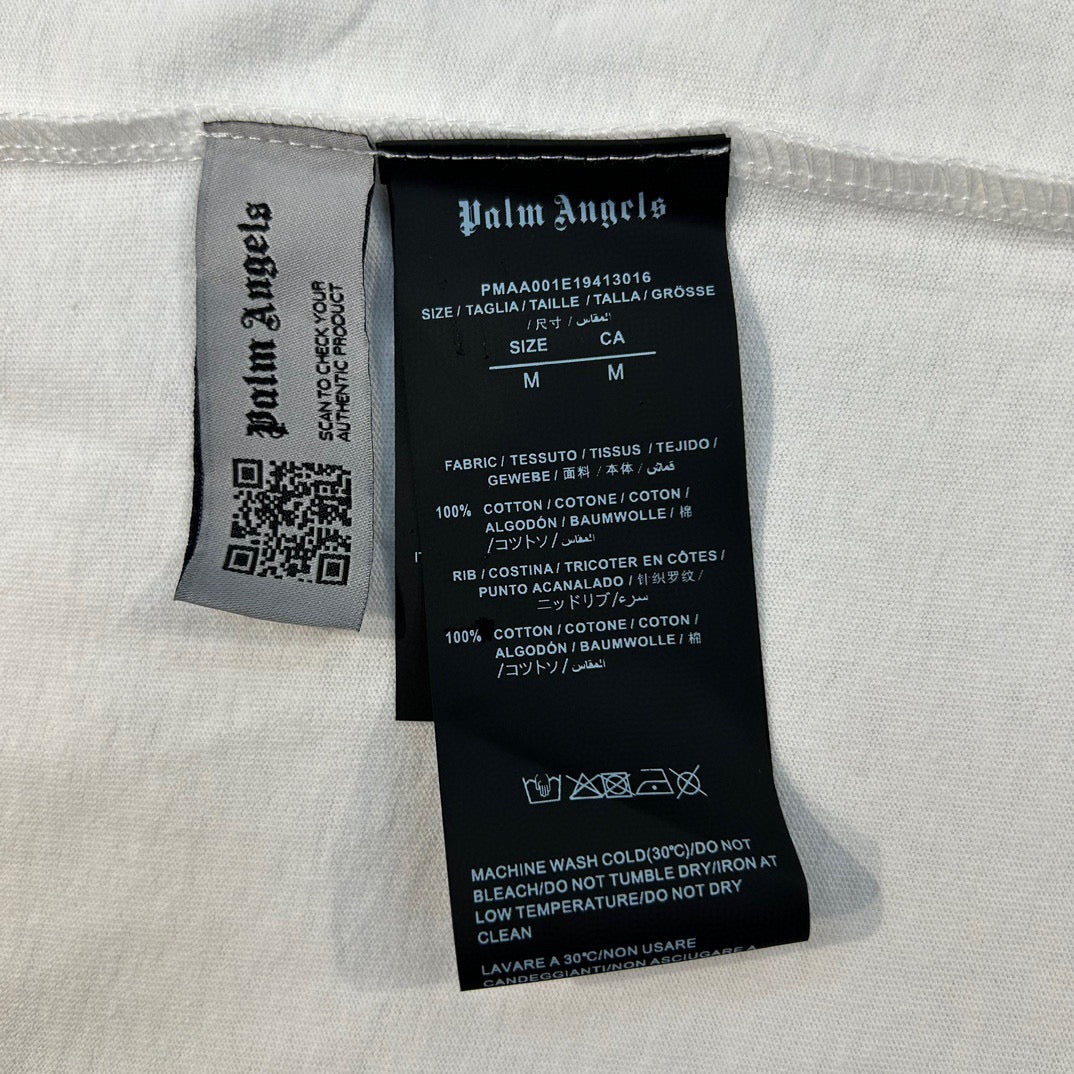 Palm Angels
SCAN TO CHECK YOUR
AUTHENTIC PRODUCT
Palm Angels
PMAA001E19413016
SIZE / TAGLIA / TAILLE / TALLA / GRÖSSE
/ 尺寸 / المقاس
SIZE CA
M M
FABRIC / TESSUTO / TISSUS / TEJIDO /
GEWEBE / 面料 / 本体 / قماش
100% COTTON / COTONE / COTON /
ALGODÓN / BAUMWOLLE / 棉
/コツトソ / المقاس
RIB / COSTINA / TRICOTER EN CÔTES /
PUNTO ACANALADO / 针织罗纹 /
ニッドリブ/سرء
100% COTTON / COTONE / COTON /
ALGODÓN / BAUMWOLLE / 棉
/コツトソ / المقاس
MACHINE WASH COLD(30℃)/DO NOT
BLEACH/DO NOT TUMBLE DRY/IRON AT
LOW TEMPERATURE/DO NOT DRY
CLEAN
LAVARE A 30℃/NON USARE
CANDEGGIANTI/NON ASCIUGARE A